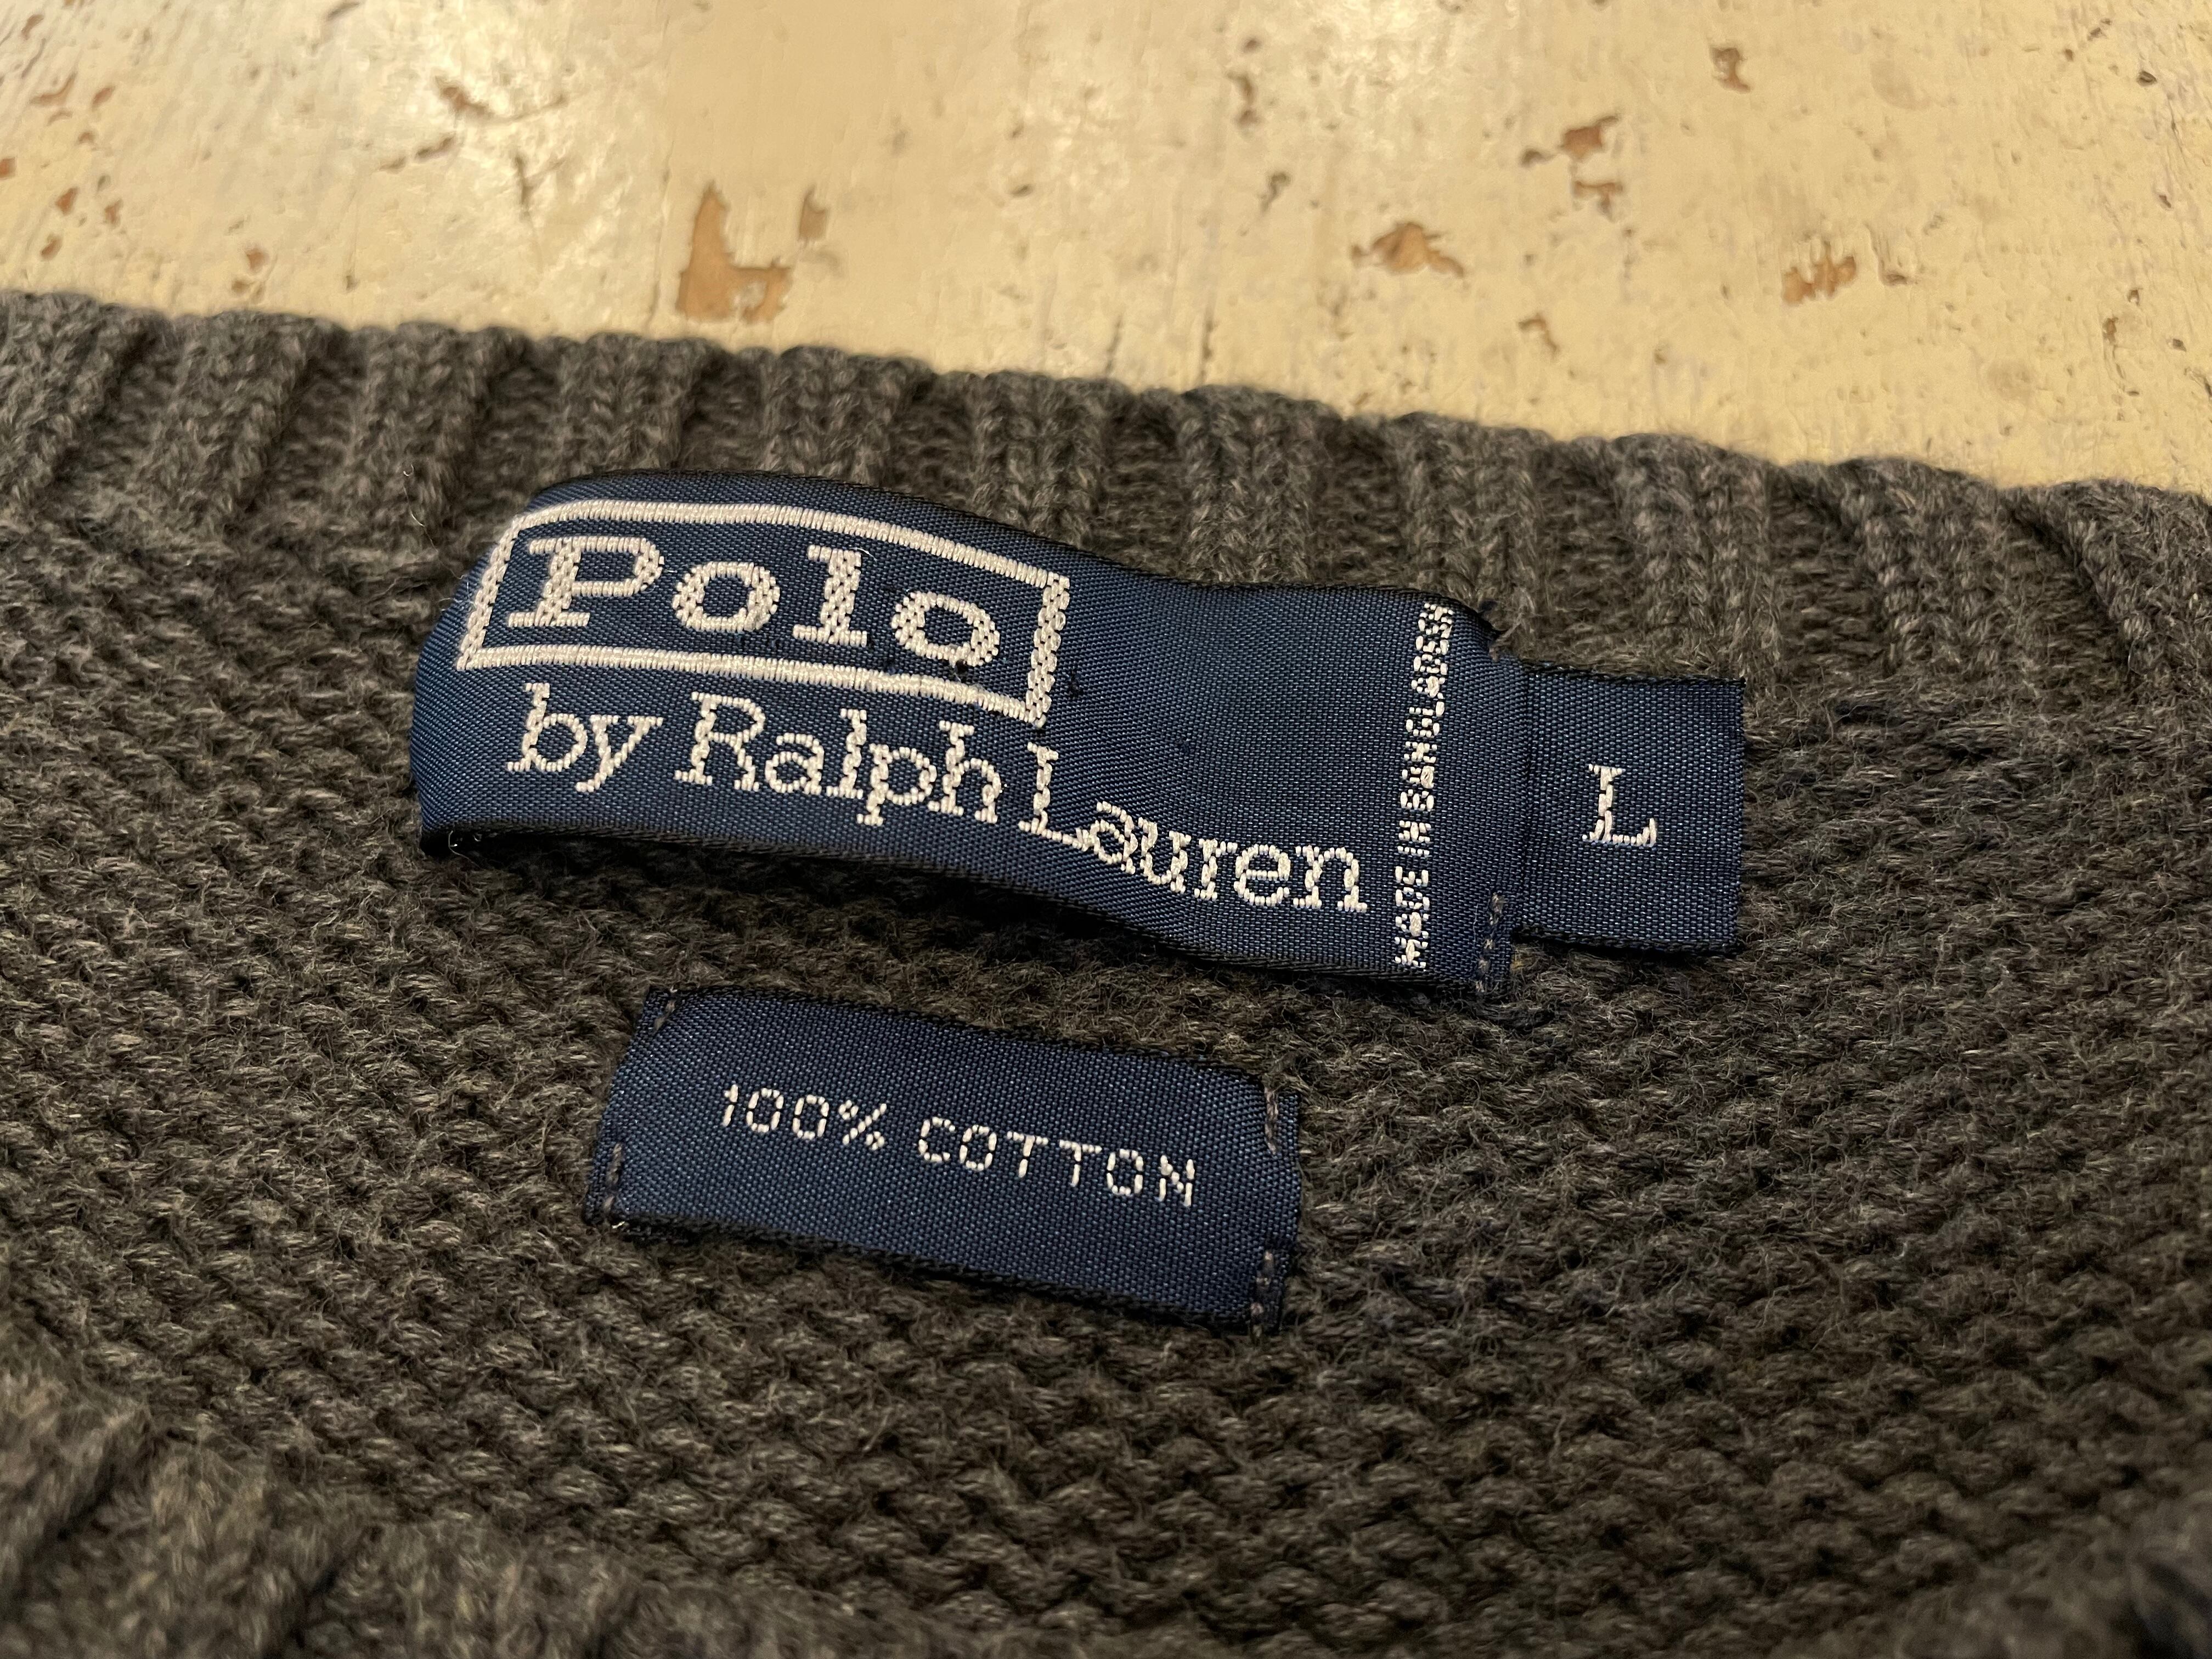 Polo
by Ralph Lauren
MADE IN BANGLADESH
L
100% COTTON